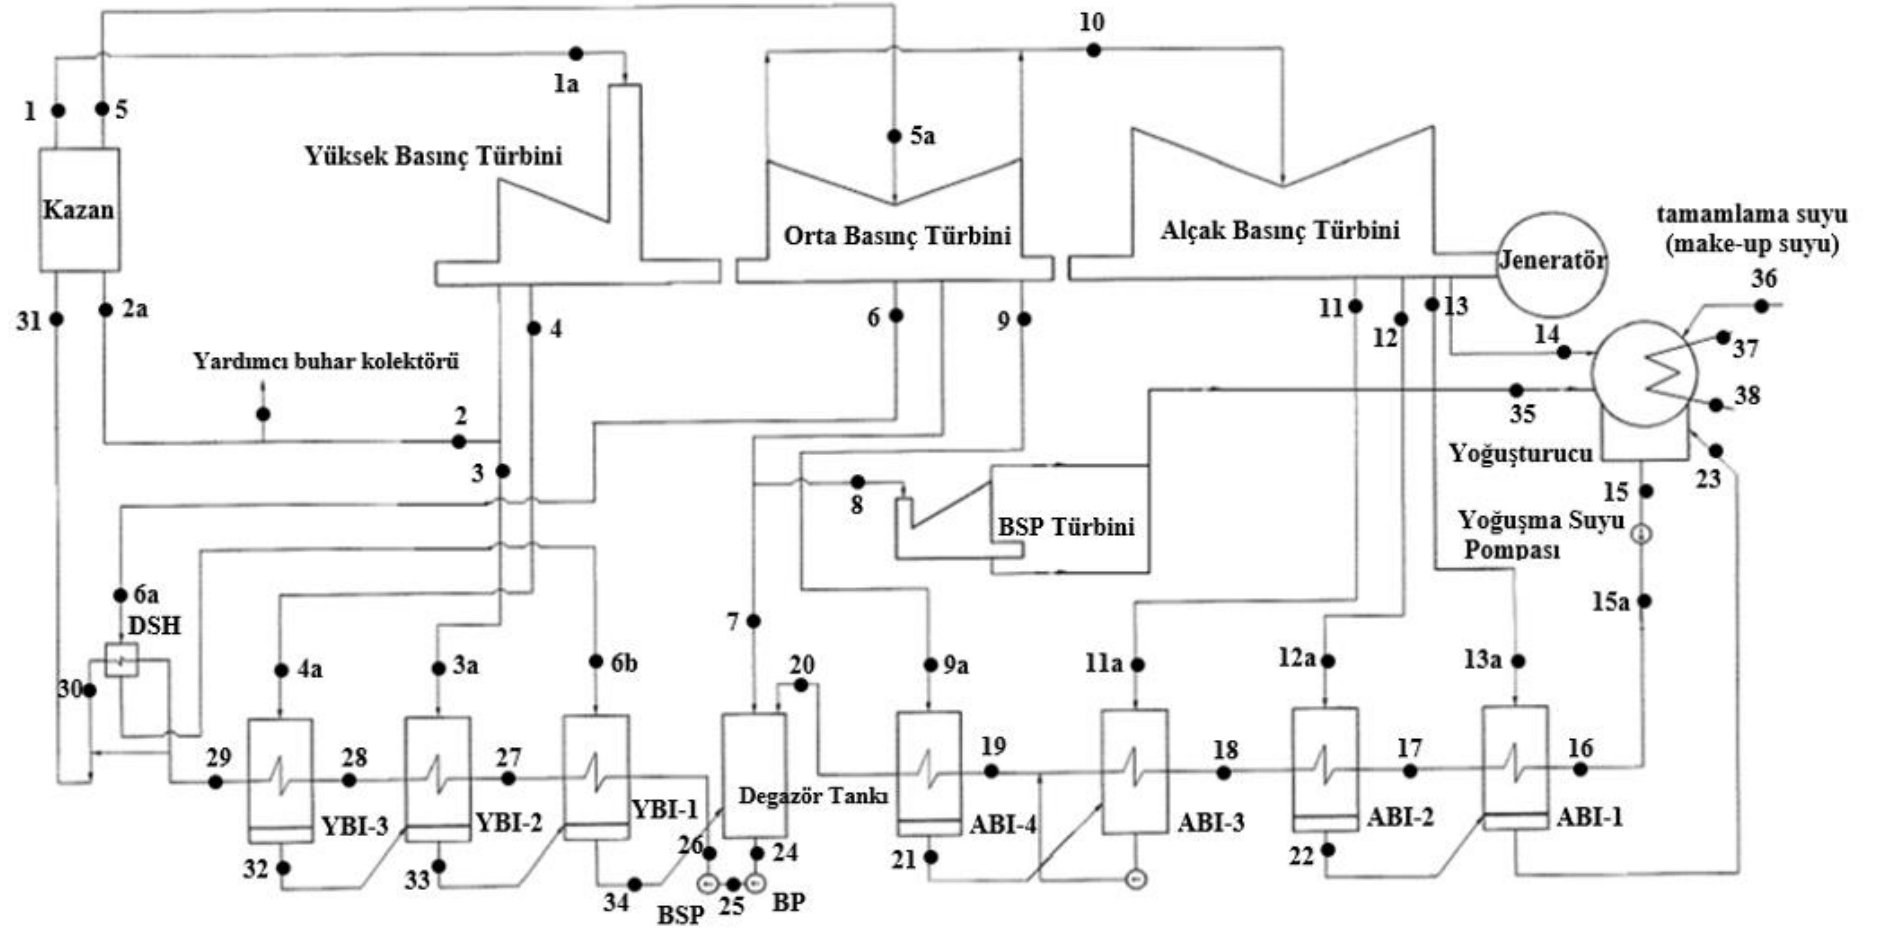 10
1a
1
5
5a
Yüksek Basınç Türbini
Kazan
Orta Basınç Türbini
Alçak Basınç Türbini
Jeneratör
tamamlama suyu
(make-up suyu)
36
31
2a
4
6
9
11
12
13
14
37
38
35
Yardımcı buhar kolektörü
2
3
8
BSP Türbini
Yoğuşturucu
23
15
Yoğuşma Suyu
Pompası
15a
6a
DSH
7
30
4a
3a
6b
20
9a
11a
12a
13a
29
28
27
19
18
17
16
Degazör Tankı
YBI-3
YBI-2
YBI-1
ABI-4
ABI-3
ABI-2
ABI-1
32
33
34
26
24
21
22
BSP
25
BP